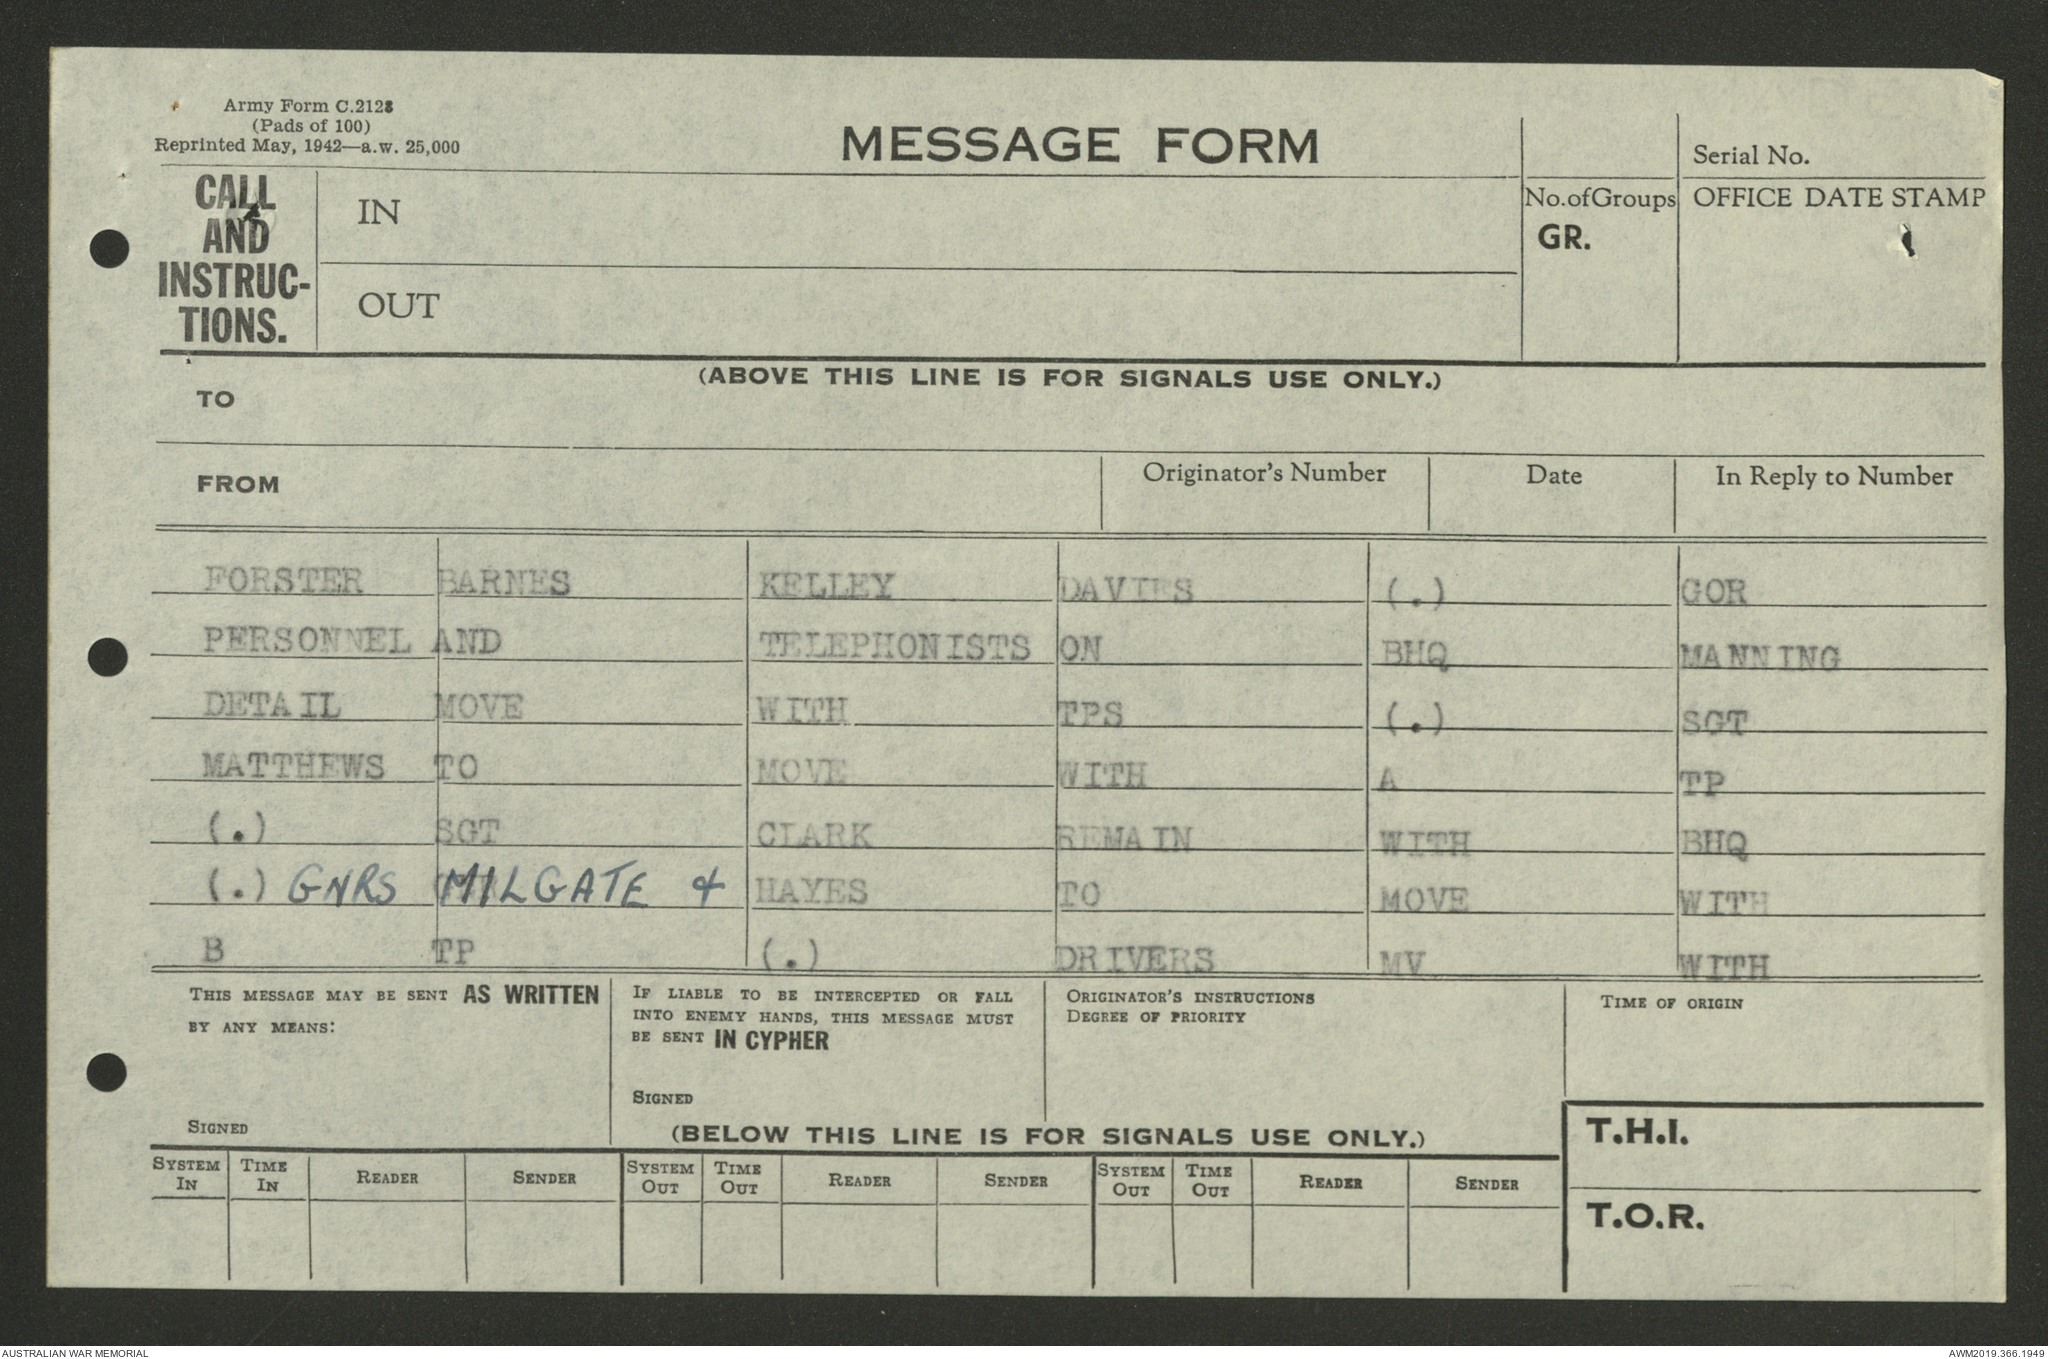 Army Form C.2128
(Pads of 100)
Reprinted May, 1942—a.w. 25,000
MESSAGE FORM
Serial No.
CALL AND INSTRUC- TIONS.
IN
OUT
No. of Groups
GR.
OFFICE DATE STAMP
(ABOVE THIS LINE IS FOR SIGNALS USE ONLY.)
TO
FROM
Originator's Number
Date
In Reply to Number
FORSTER BARNES KELLEY DAVIES (.) GOR
PERSONNEL AND TELEPHONISTS ON BHQ MANNING
DETAIL MOVE WITH TPS (.) SGT
MATTHEWS TO MOVE WITH A TP
(.) SGT CLARK REMAIN WITH BHQ
(.) GNRS MILGATE & HAYES TO MOVE WITH
B TP (.) DRIVERS MV WITH
THIS MESSAGE MAY BE SENT AS WRITTEN
BY ANY MEANS:
SIGNED
IF LIABLE TO BE INTERCEPTED OR FALL
INTO ENEMY HANDS, THIS MESSAGE MUST
BE SENT IN CYPHER
SIGNED
ORIGINATOR'S INSTRUCTIONS
DEGREE OF PRIORITY
TIME OF ORIGIN
(BELOW THIS LINE IS FOR SIGNALS USE ONLY.)
T.H.I.
T.O.R.
SYSTEM IN TIME IN READER SENDER SYSTEM OUT TIME OUT READER SENDER SYSTEM OUT TIME OUT READER SENDER
AUSTRALIAN WAR MEMORIAL
AWM2019.366.1949